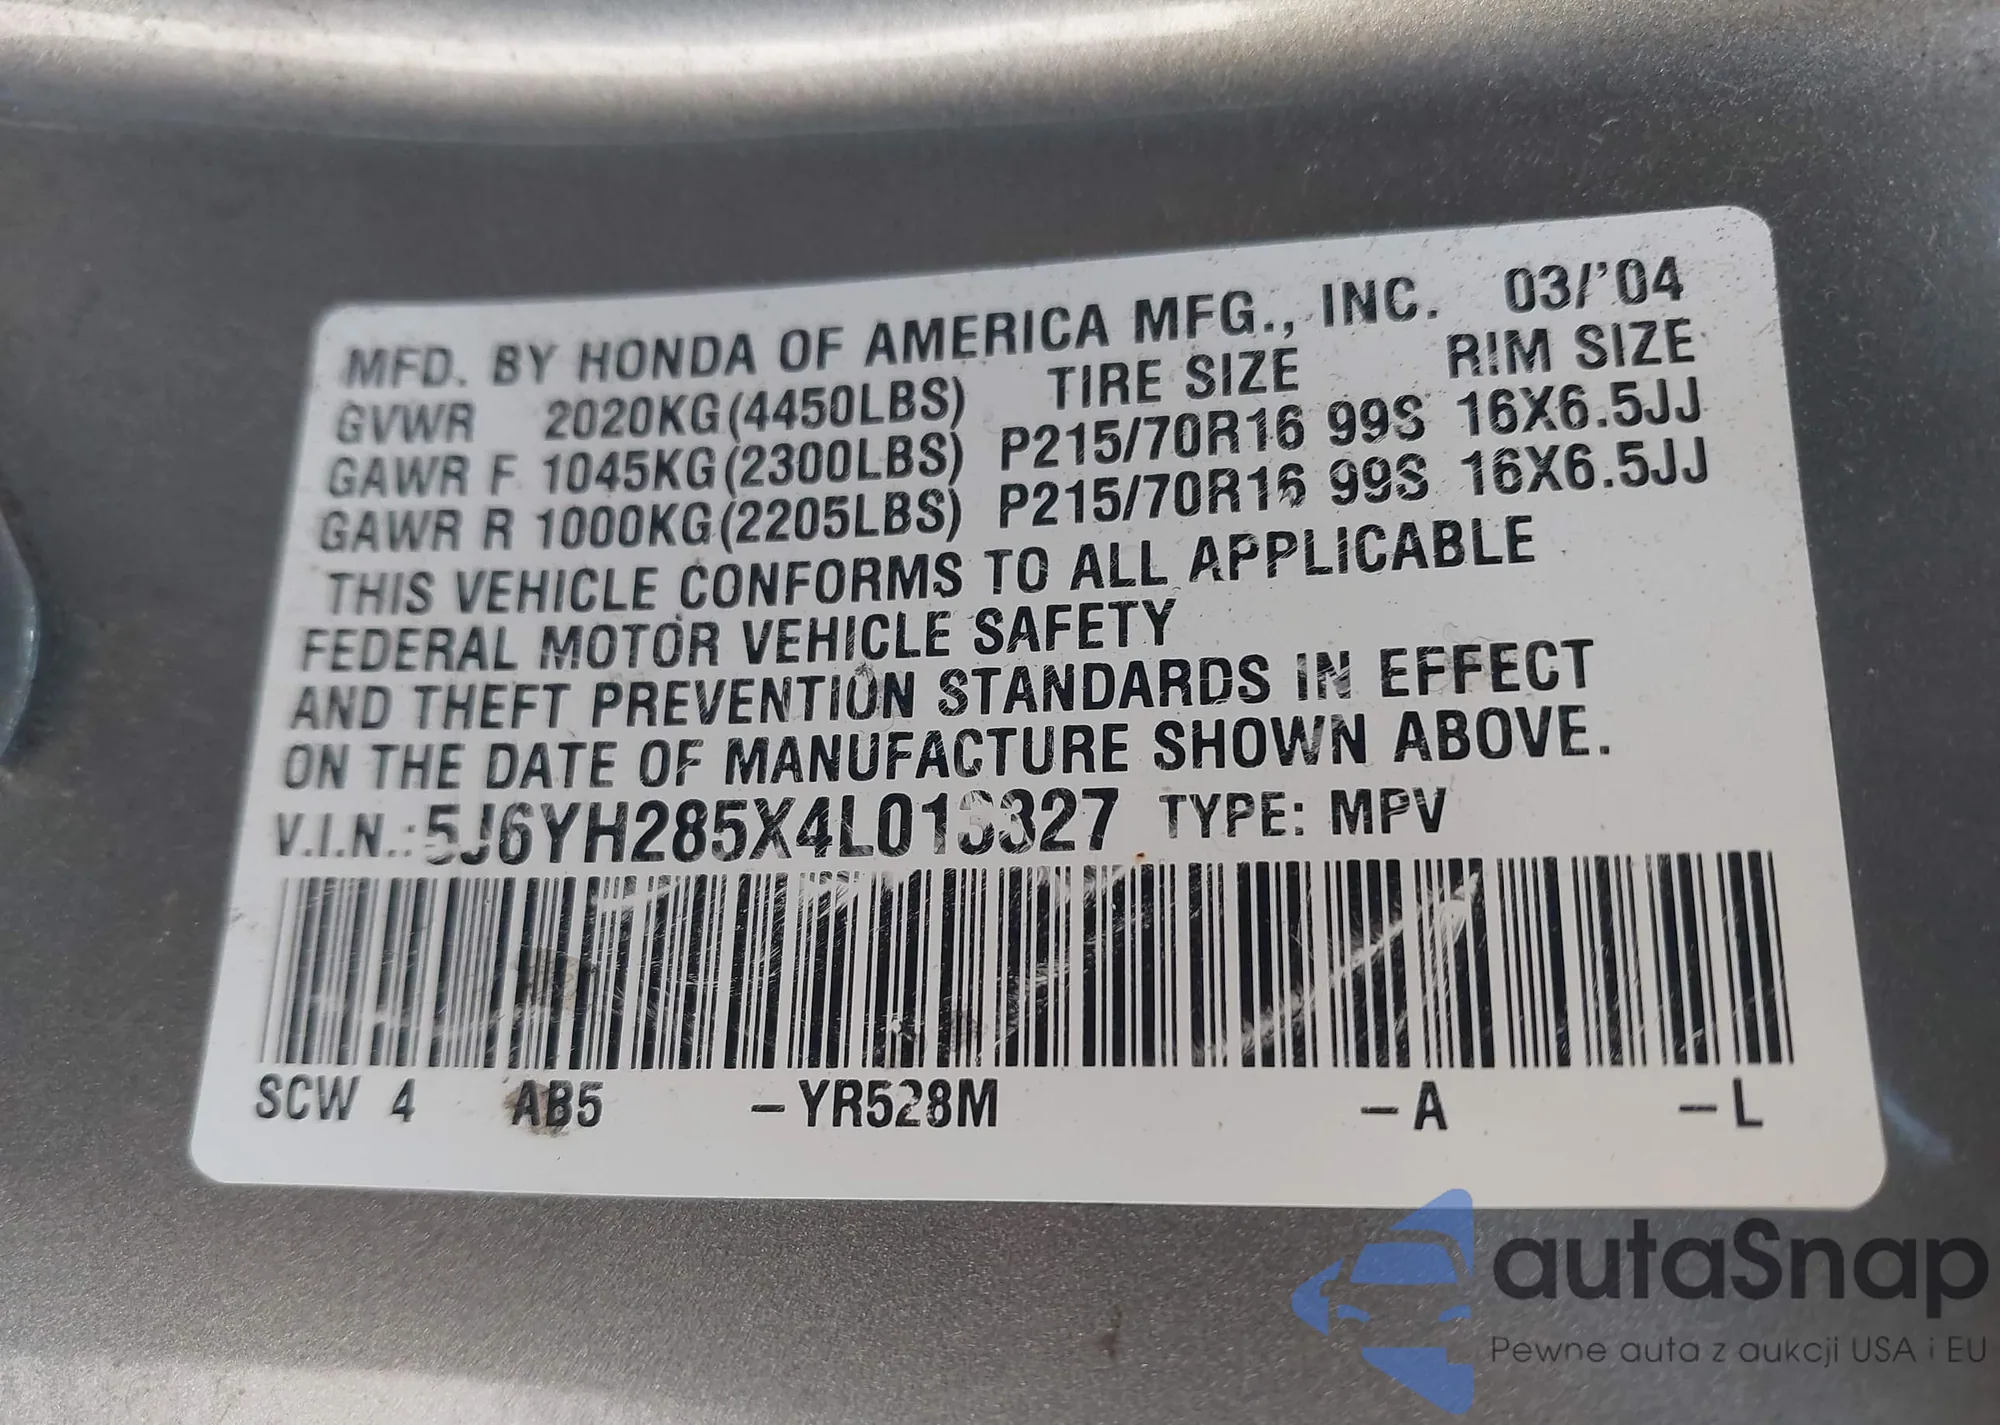 MFD. BY HONDA OF AMERICA MFG., INC. 03/'04
GVWR 2020KG(4450LBS) TIRE SIZE RIM SIZE
GAWR F 1045KG(2300LBS) P215/70R16 99S 16X6.5JJ
GAWR R 1000KG(2205LBS) P215/70R16 99S 16X6.5JJ
THIS VEHICLE CONFORMS TO ALL APPLICABLE
FEDERAL MOTOR VEHICLE SAFETY
AND THEFT PREVENTION STANDARDS IN EFFECT
ON THE DATE OF MANUFACTURE SHOWN ABOVE.
V.I.N.:5J6YH285X4L013327 TYPE: MPV
SCW 4 AB5 -YR528M -A -L
autaSnap
Pewne auta z aukcji USA i EU